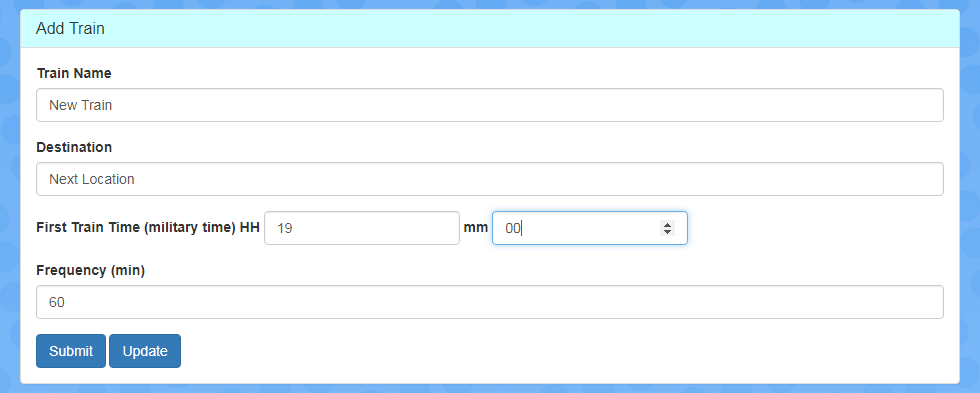 Add Train
Train Name
New Train
Destination
Next Location
First Train Time (military time) HH 19 mm 00
Frequency (min)
60
Submit Update